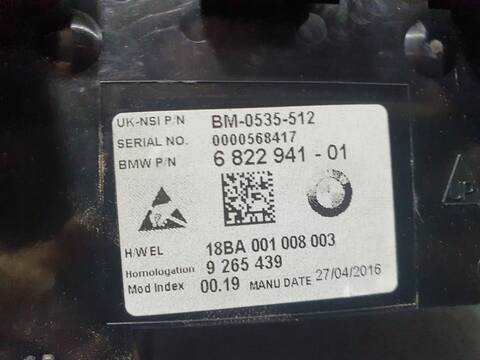 UK-NSI P/N BM-0535-512
SERIAL NO. 0000568417
BMW P/N 6 822 941 - 01
H/W EL 18BA 001 008 003
Homologation 9 265 439
Mod Index 00.19 MANU DATE 27/04/2016